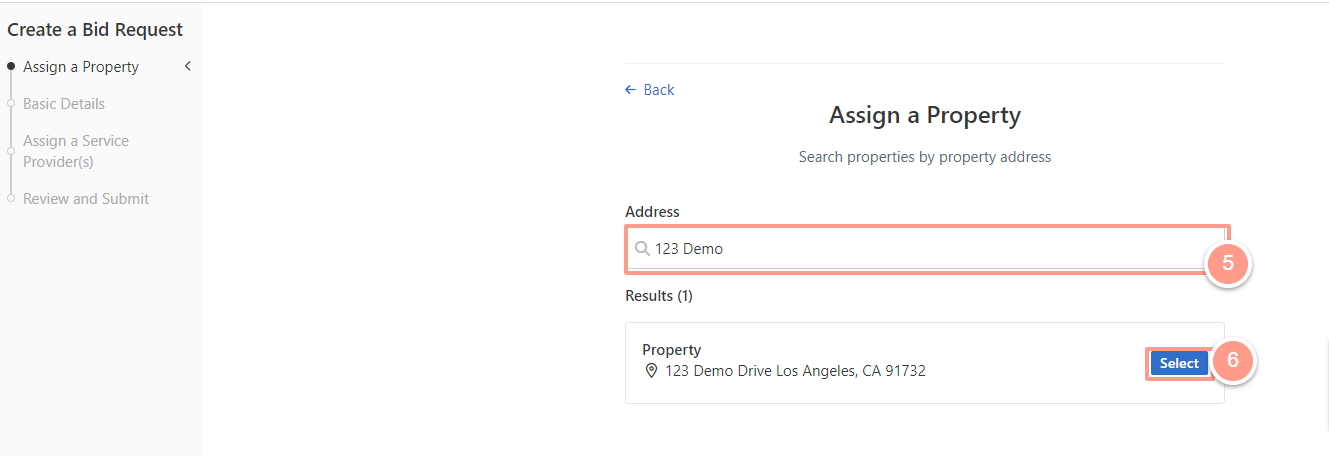 Create a Bid Request
Assign a Property
Basic Details
Assign a Service
Provider(s)
Review and Submit
← Back
Assign a Property
Search properties by property address
Address
123 Demo
5
Results (1)
Property
123 Demo Drive Los Angeles, CA 91732
Select
6